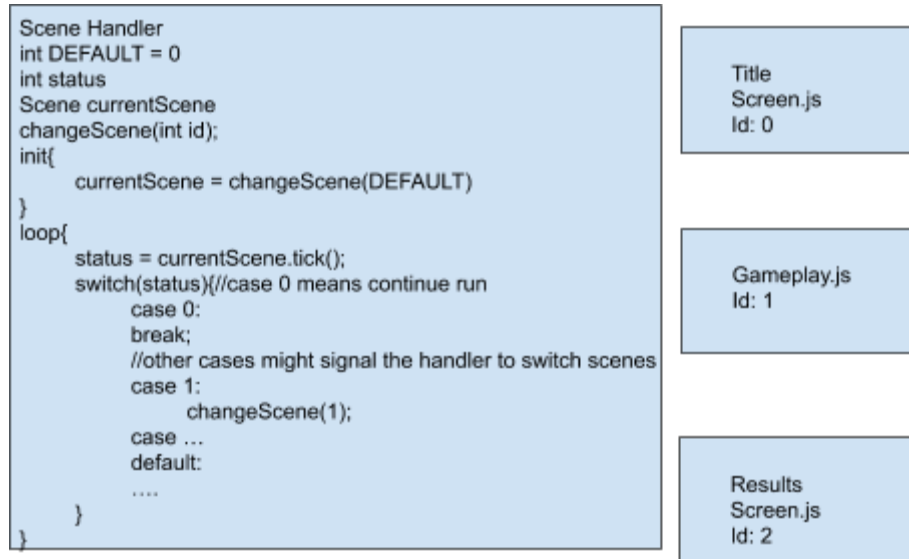 Scene Handler
int DEFAULT = 0
int status
Scene currentScene
changeScene(int id);
init{
currentScene = changeScene(DEFAULT)
}
loop{
status = currentScene.tick();
switch(status){//case 0 means continue run
case 0:
break;
//other cases might signal the handler to switch scenes
case 1:
changeScene(1);
case …
default:
….
}
}
Title
Screen.js
Id: 0
Gameplay.js
Id: 1
Results
Screen.js
Id: 2